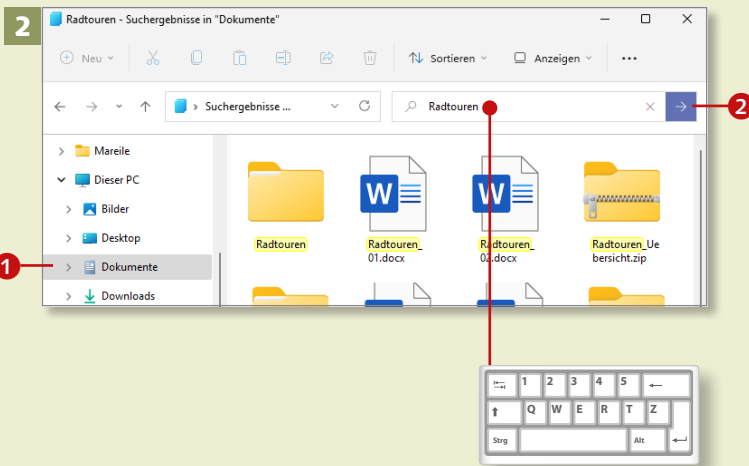 2
Radtouren - Suchergebnisse in "Dokumente"
Neu
Sortieren
Anzeigen
Suchergebnisse ...
Radtouren
2
Mareile
Dieser PC
Bilder
Desktop
1
Dokumente
Downloads
Radtouren
Radtouren_
01.docx
Radtouren_
02.docx
Radtouren_Ue
bersicht.zip
W
W
1 2 3 4 5
Q W E R T Z
Strg Alt